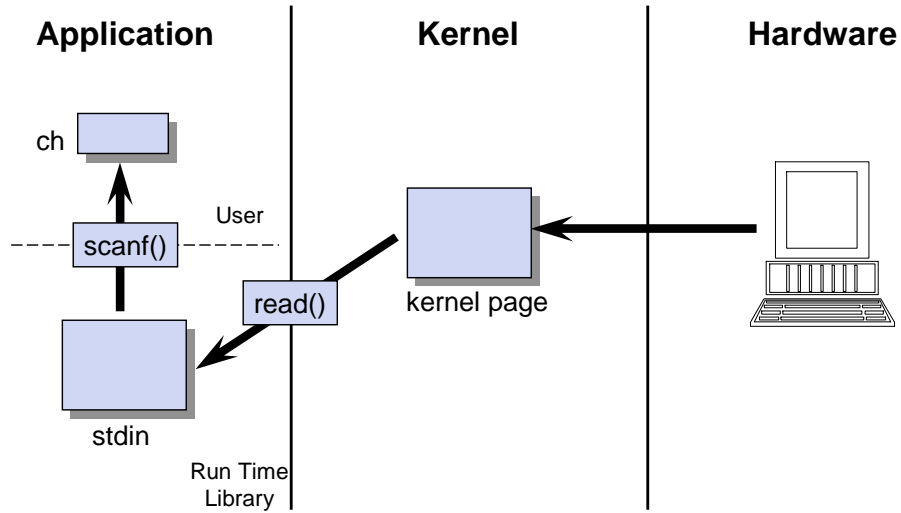 Application
Kernel
Hardware
ch
User
scanf()
read()
kernel page
stdin
Run Time
Library